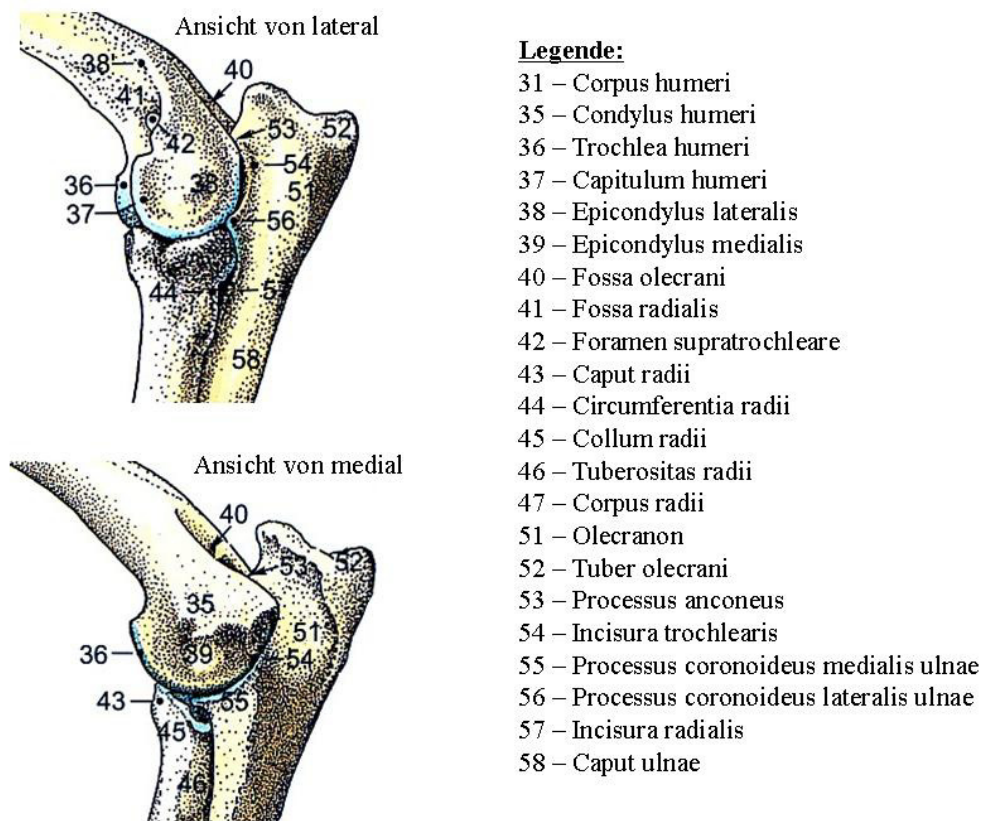 Ansicht von lateral
38
40
41
53
52
42
54
36
51
37
56
44
58
Ansicht von medial
40
53
52
35
51
36
39
54
43
55
45
46
Legende:
31 – Corpus humeri
35 – Condylus humeri
36 – Trochlea humeri
37 – Capitulum humeri
38 – Epicondylus lateralis
39 – Epicondylus medialis
40 – Fossa olecrani
41 – Fossa radialis
42 – Foramen supratrochleare
43 – Caput radii
44 – Circumferentia radii
45 – Collum radii
46 – Tuberositas radii
47 – Corpus radii
51 – Olecranon
52 – Tuber olecrani
53 – Processus anconeus
54 – Incisura trochlearis
55 – Processus coronoideus medialis ulnae
56 – Processus coronoideus lateralis ulnae
57 – Incisura radialis
58 – Caput ulnae